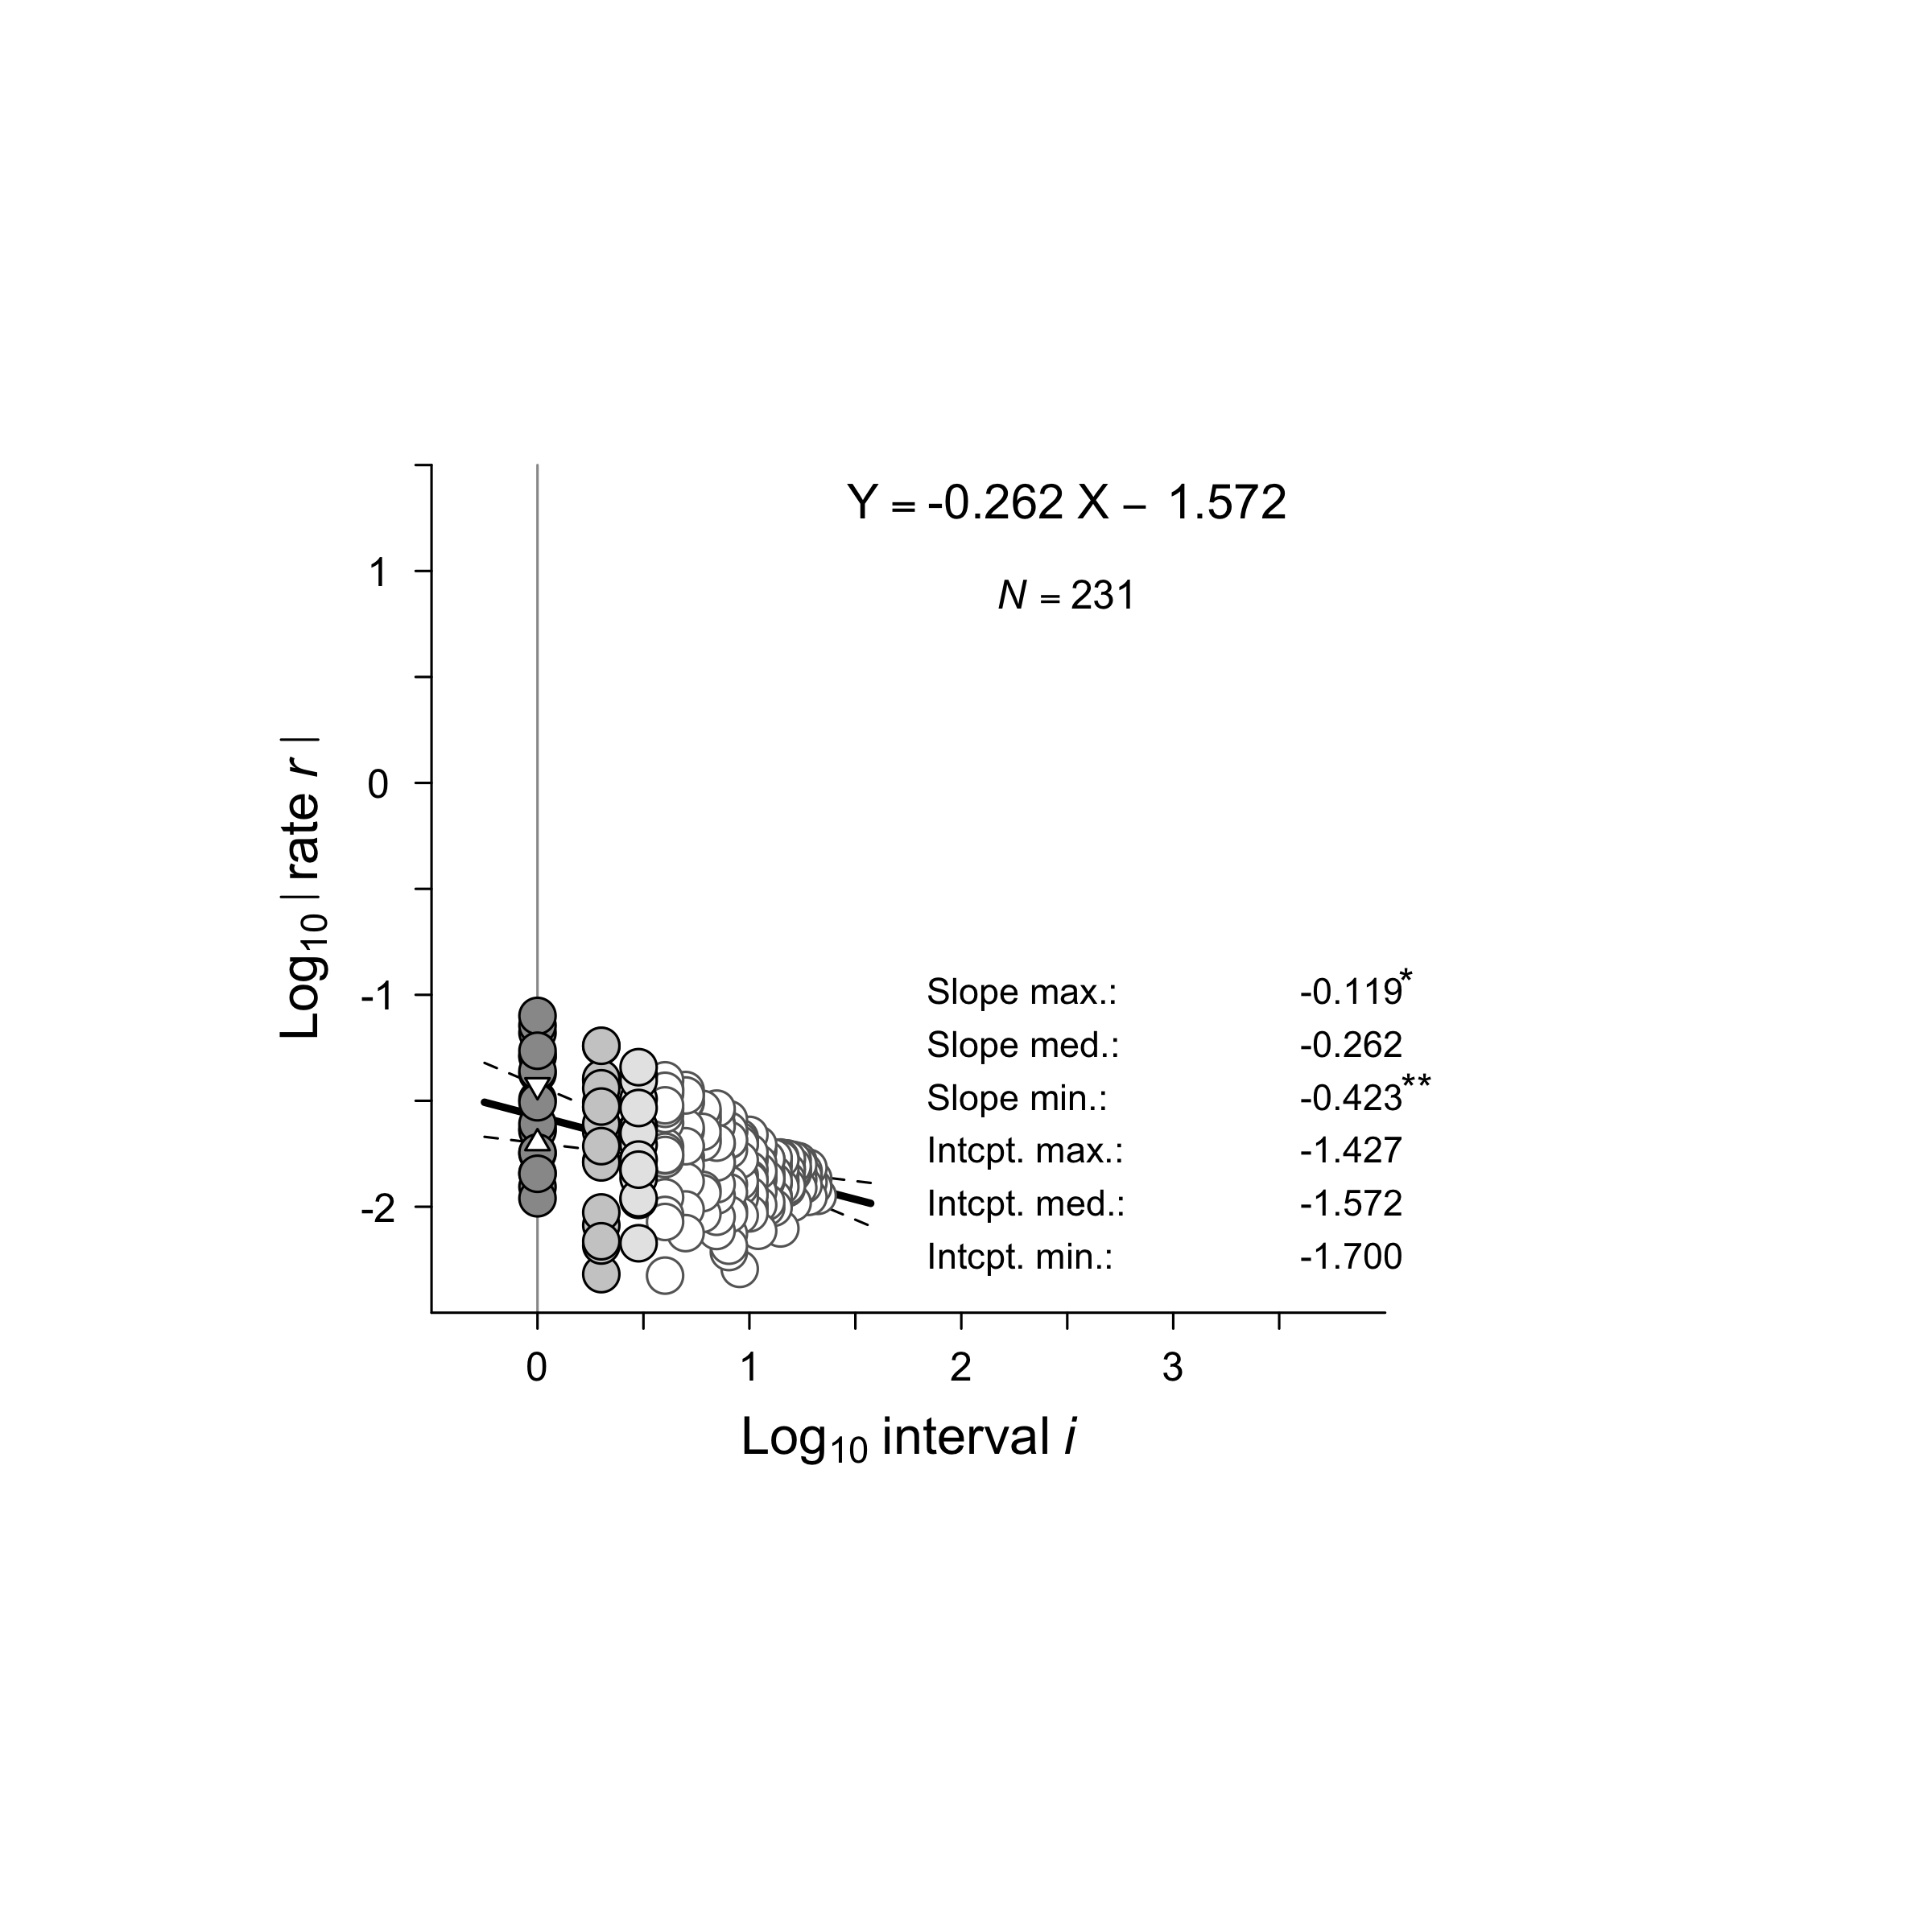 Y = -0.262 X – 1.572
N = 231
1
0
-1
-2
Log10 | rate r |
Slope max.: -0.119*
Slope med.: -0.262
Slope min.: -0.423**
Intcpt. max.: -1.427
Intcpt. med.: -1.572
Intcpt. min.: -1.700
0 1 2 3
Log10 interval i